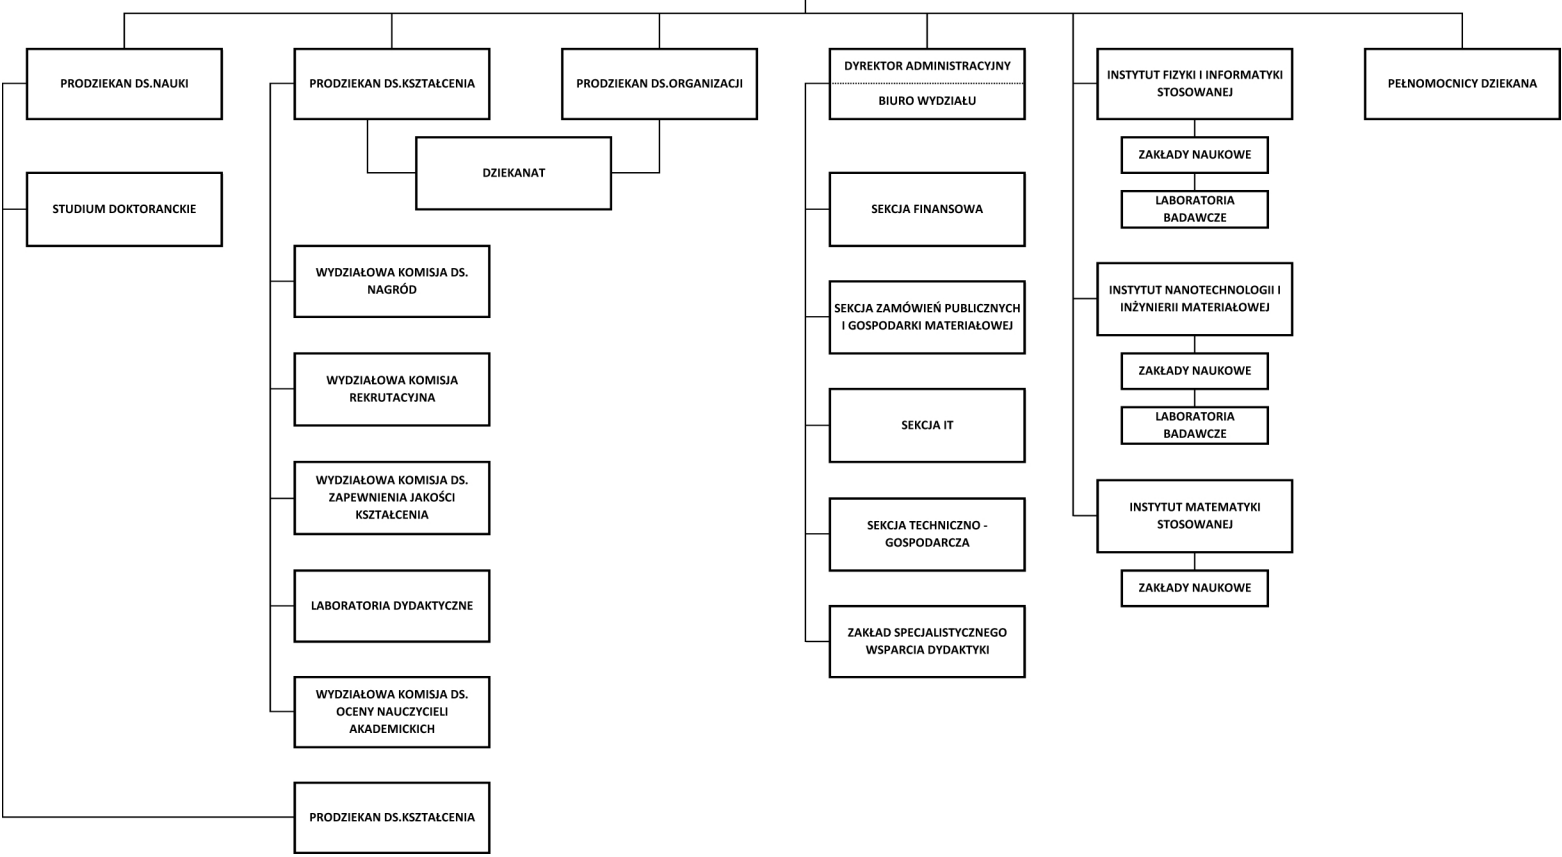 PRODZIEKAN DS.NAUKI
PRODZIEKAN DS.KSZTAŁCENIA
PRODZIEKAN DS.ORGANIZACJI
DYREKTOR ADMINISTRACYJNY
BIURO WYDZIAŁU
INSTYTUT FIZYKI I INFORMATYKI
STOSOWANEJ
PEŁNOMOCNICY DZIEKANA
DZIEKANAT
ZAKŁADY NAUKOWE
STUDIUM DOKTORANCKIE
SEKCJA FINANSOWA
LABORATORIA
BADAWCZE
WYDZIAŁOWA KOMISJA DS.
NAGRÓD
SEKCJA ZAMÓWIEŃ PUBLICZNYCH
I GOSPODARKI MATERIAŁOWEJ
INSTYTUT NANOTECHNOLOGII I
INŻYNIERII MATERIAŁOWEJ
WYDZIAŁOWA KOMISJA
REKRUTACYJNA
ZAKŁADY NAUKOWE
SEKCJA IT
LABORATORIA
BADAWCZE
WYDZIAŁOWA KOMISJA DS.
ZAPEWNIENIA JAKOŚCI
KSZTAŁCENIA
SEKCJA TECHNICZNO -
GOSPODARCZA
INSTYTUT MATEMATYKI
STOSOWANEJ
LABORATORIA DYDAKTYCZNE
ZAKŁADY NAUKOWE
ZAKŁAD SPECJALISTYCZNEGO
WSPARCIA DYDAKTYKI
WYDZIAŁOWA KOMISJA DS.
OCENY NAUCZYCIELI
AKADEMICKICH
PRODZIEKAN DS.KSZTAŁCENIA